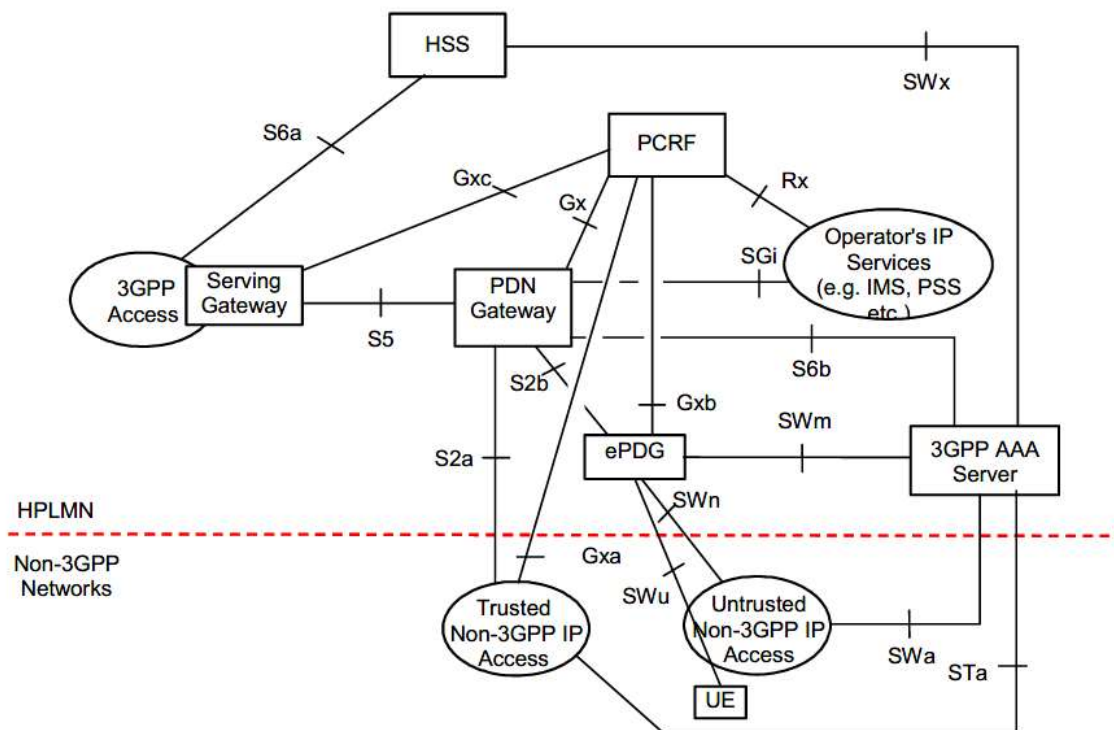 HSS
SWx
S6a
PCRF
Gxc
Gx
Rx
Operator's IP
Services
(e.g. IMS, PSS
etc.)
SGi
3GPP
Access
Serving
Gateway
PDN
Gateway
S5
S6b
S2b
Gxb
SWm
ePDG
3GPP AAA
Server
S2a
SWn
HPLMN
Non-3GPP
Networks
Gxa
SWu
Trusted
Non-3GPP IP
Access
Untrusted
Non-3GPP IP
Access
SWa
STa
UE